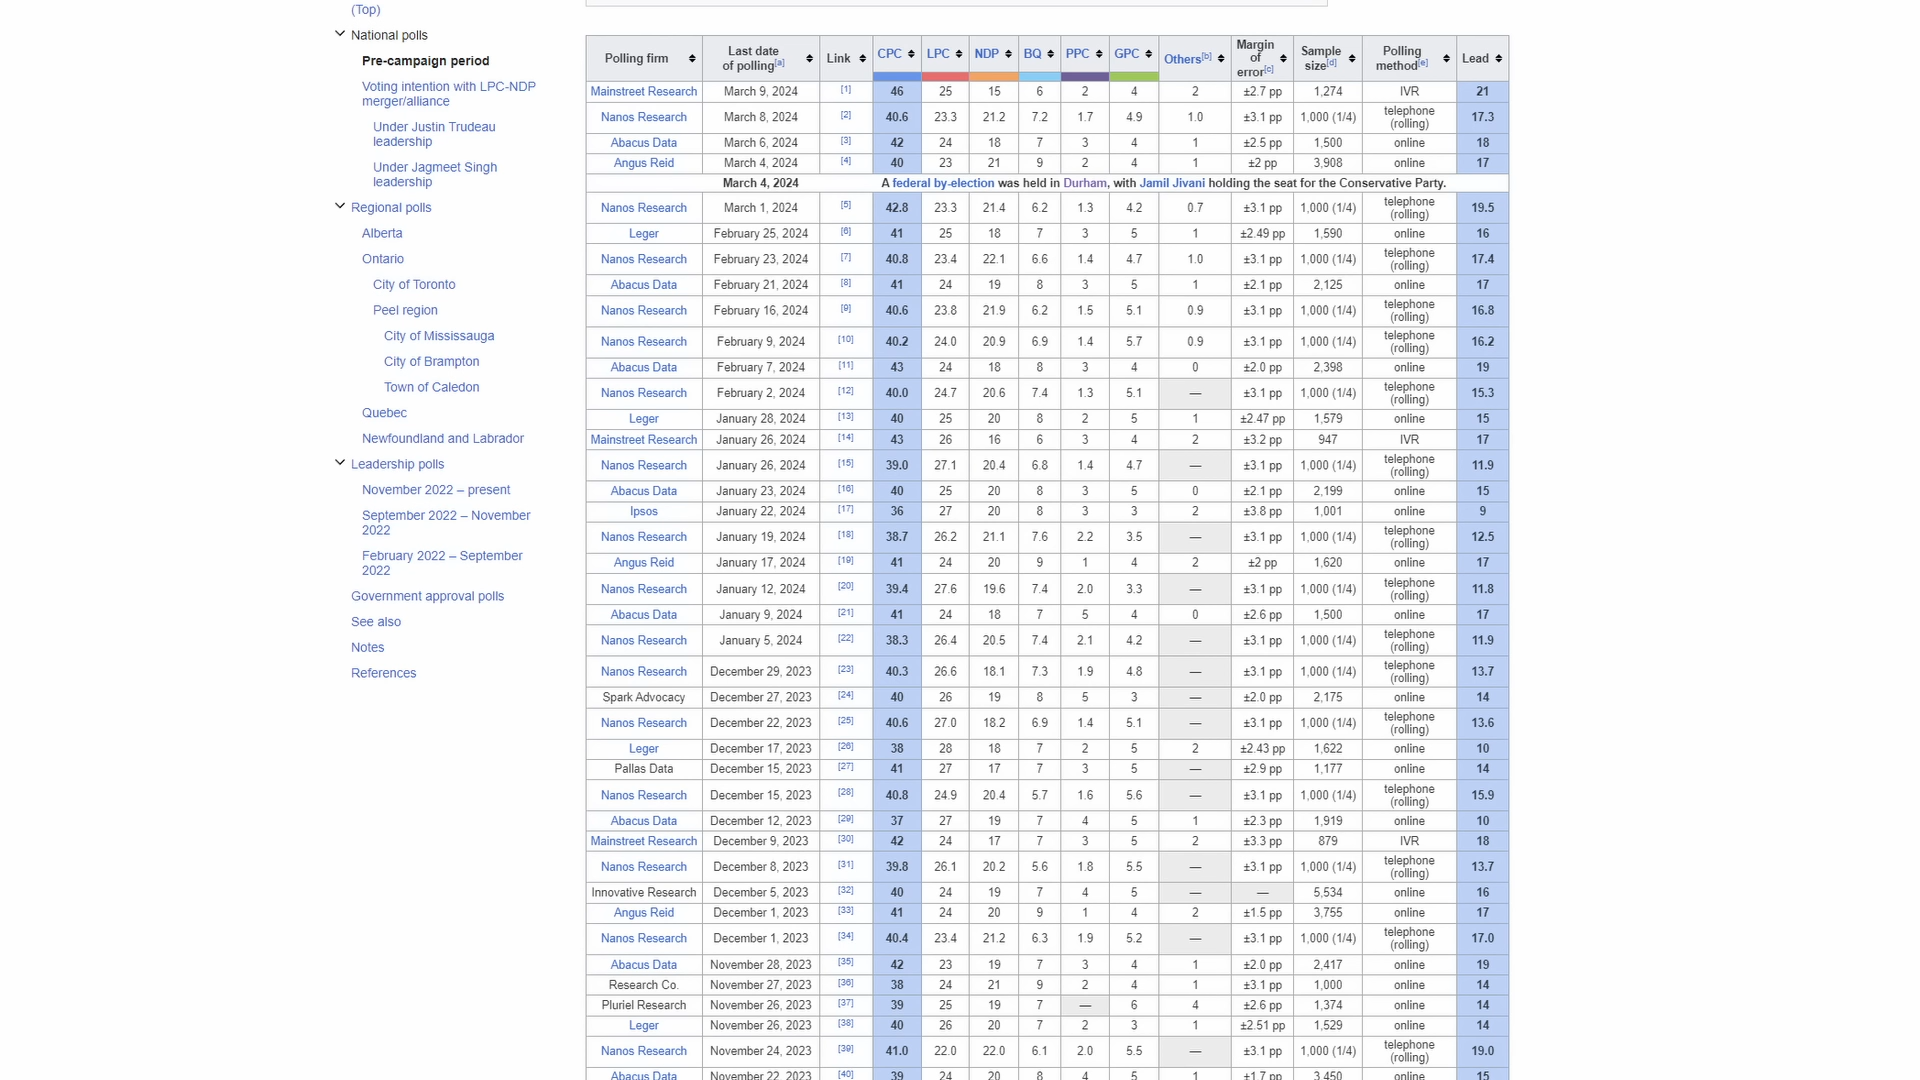 (Top)
National polls
Pre-campaign period
Voting intention with LPC-NDP
merger/alliance
Under Justin Trudeau
leadership
Under Jagmeet Singh
leadership
Regional polls
Alberta
Ontario
City of Toronto
Peel region
City of Mississauga
City of Brampton
Town of Caledon
Quebec
Newfoundland and Labrador
Leadership polls
November 2022 – present
September 2022 – November
2022
February 2022 – September
2022
Government approval polls
See also
Notes
References
Polling firm Last date of polling[a] Link CPC LPC NDP BQ PPC GPC Others[b] Margin of error[c] Sample size[d] Polling method[e] Lead
Mainstreet Research March 9, 2024 [1] 46 25 15 6 2 4 2 ±2.7 pp 1,274 IVR 21
Nanos Research March 8, 2024 [2] 40.6 23.3 21.2 7.2 1.7 4.9 1.0 ±3.1 pp 1,000 (1/4) telephone (rolling) 17.3
Abacus Data March 6, 2024 [3] 42 24 18 7 3 4 1 ±2.5 pp 1,500 online 18
Angus Reid March 4, 2024 [4] 40 23 21 9 2 4 1 ±2 pp 3,908 online 17
March 4, 2024 A federal by-election was held in Durham, with Jamil Jivani holding the seat for the Conservative Party.
Nanos Research March 1, 2024 [5] 42.8 23.3 21.4 6.2 1.3 4.2 0.7 ±3.1 pp 1,000 (1/4) telephone (rolling) 19.5
Leger February 25, 2024 [6] 41 25 18 7 3 5 1 ±2.49 pp 1,590 online 16
Nanos Research February 23, 2024 [7] 40.8 23.4 22.1 6.6 1.4 4.7 1.0 ±3.1 pp 1,000 (1/4) telephone (rolling) 17.4
Abacus Data February 21, 2024 [8] 41 24 19 8 3 5 1 ±2.1 pp 2,125 online 17
Nanos Research February 16, 2024 [9] 40.6 23.8 21.9 6.2 1.5 5.1 0.9 ±3.1 pp 1,000 (1/4) telephone (rolling) 16.8
Nanos Research February 9, 2024 [10] 40.2 24.0 20.9 6.9 1.4 5.7 0.9 ±3.1 pp 1,000 (1/4) telephone (rolling) 16.2
Abacus Data February 7, 2024 [11] 43 24 18 8 3 4 0 ±2.0 pp 2,398 online 19
Nanos Research February 2, 2024 [12] 40.0 24.7 20.6 7.4 1.3 5.1 — ±3.1 pp 1,000 (1/4) telephone (rolling) 15.3
Leger January 28, 2024 [13] 40 25 20 8 2 5 1 ±2.47 pp 1,579 online 15
Mainstreet Research January 26, 2024 [14] 43 26 16 6 3 4 2 ±3.2 pp 947 IVR 17
Nanos Research January 26, 2024 [15] 39.0 27.1 20.4 6.8 1.4 4.7 — ±3.1 pp 1,000 (1/4) telephone (rolling) 11.9
Abacus Data January 23, 2024 [16] 40 25 20 8 3 5 0 ±2.1 pp 2,199 online 15
Ipsos January 22, 2024 [17] 36 27 20 8 3 3 2 ±3.8 pp 1,001 online 9
Nanos Research January 19, 2024 [18] 38.7 26.2 21.1 7.6 2.2 3.5 — ±3.1 pp 1,000 (1/4) telephone (rolling) 12.5
Angus Reid January 17, 2024 [19] 41 24 20 9 1 4 2 ±2 pp 1,620 online 17
Nanos Research January 12, 2024 [20] 39.4 27.6 19.6 7.4 2.0 3.3 — ±3.1 pp 1,000 (1/4) telephone (rolling) 11.8
Abacus Data January 9, 2024 [21] 41 24 18 7 5 4 0 ±2.6 pp 1,500 online 17
Nanos Research January 5, 2024 [22] 38.3 26.4 20.5 7.4 2.1 4.2 — ±3.1 pp 1,000 (1/4) telephone (rolling) 11.9
Nanos Research December 29, 2023 [23] 40.3 26.6 18.1 7.3 1.9 4.8 — ±3.1 pp 1,000 (1/4) telephone (rolling) 13.7
Spark Advocacy December 27, 2023 [24] 40 26 19 8 5 3 — ±2.0 pp 2,175 online 14
Nanos Research December 22, 2023 [25] 40.6 27.0 18.2 6.9 1.4 5.1 — ±3.1 pp 1,000 (1/4) telephone (rolling) 13.6
Leger December 17, 2023 [26] 38 28 18 7 2 5 2 ±2.43 pp 1,622 online 10
Pallas Data December 15, 2023 [27] 41 27 17 7 3 5 — ±2.9 pp 1,177 online 14
Nanos Research December 15, 2023 [28] 40.8 24.9 20.4 5.7 1.6 5.6 — ±3.1 pp 1,000 (1/4) telephone (rolling) 15.9
Abacus Data December 12, 2023 [29] 37 27 19 7 4 5 1 ±2.3 pp 1,919 online 10
Mainstreet Research December 9, 2023 [30] 42 24 17 7 3 5 2 ±3.3 pp 879 IVR 18
Nanos Research December 8, 2023 [31] 39.8 26.1 20.2 5.6 1.8 5.5 — ±3.1 pp 1,000 (1/4) telephone (rolling) 13.7
Innovative Research December 5, 2023 [32] 40 24 19 7 4 5 — — 5,534 online 16
Angus Reid December 1, 2023 [33] 41 24 20 9 1 4 2 ±1.5 pp 3,755 online 17
Nanos Research December 1, 2023 [34] 40.4 23.4 21.2 6.3 1.9 5.2 — ±3.1 pp 1,000 (1/4) telephone (rolling) 17.0
Abacus Data November 28, 2023 [35] 42 23 19 7 3 4 1 ±2.0 pp 2,417 online 19
Research Co. November 27, 2023 [36] 38 24 21 9 2 4 1 ±3.1 pp 1,000 online 14
Pluriel Research November 26, 2023 [37] 39 25 19 7 — 6 4 ±2.6 pp 1,374 online 14
Leger November 26, 2023 [38] 40 26 20 7 2 3 1 ±2.51 pp 1,529 online 14
Nanos Research November 24, 2023 [39] 41.0 22.0 22.0 6.1 2.0 5.5 — ±3.1 pp 1,000 (1/4) telephone (rolling) 19.0
Abacus Data November 22, 2023 [40] 39 24 20 8 4 5 1 ±1.7 pp 3,450 online 15